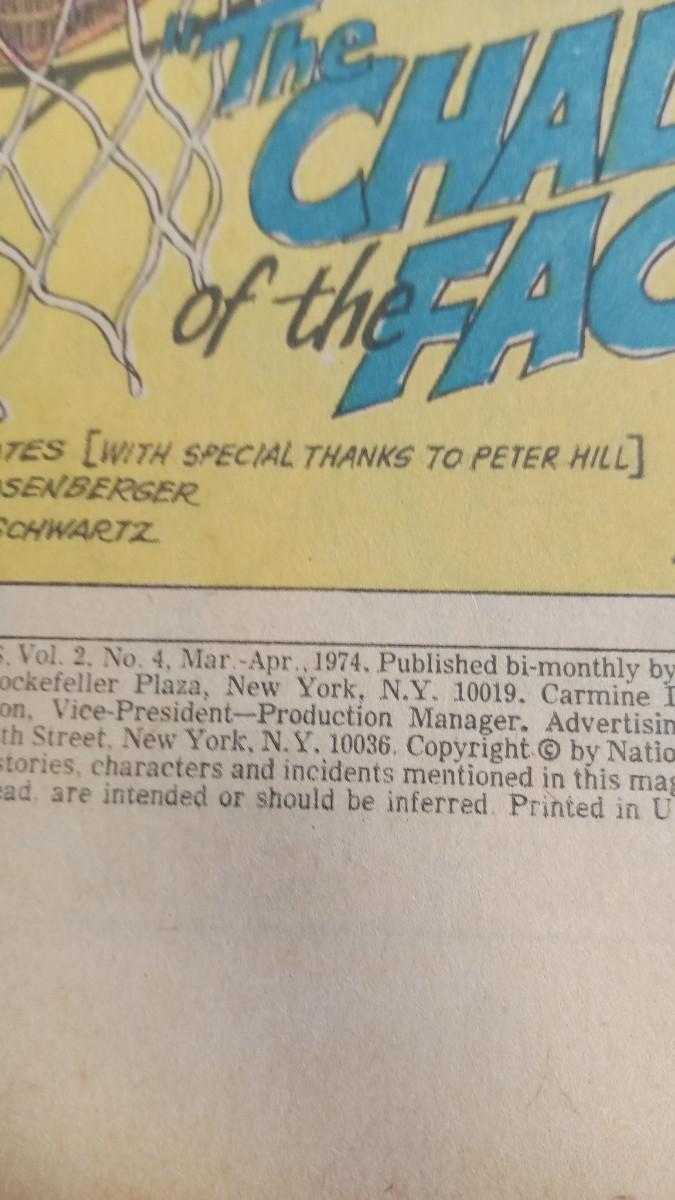 "The
CHAL
of the FAC
TES [WITH SPECIAL THANKS TO PETER HILL]
SENBERGER
SCHWARTZ
S, Vol. 2, No. 4, Mar.-Apr., 1974. Published bi-monthly by
ockefeller Plaza, New York, N.Y. 10019. Carmine I
on, Vice-President—Production Manager. Advertisin
th Street, New York, N.Y. 10036. Copyright © by Natio
stories, characters and incidents mentioned in this mag
ead, are intended or should be inferred. Printed in U